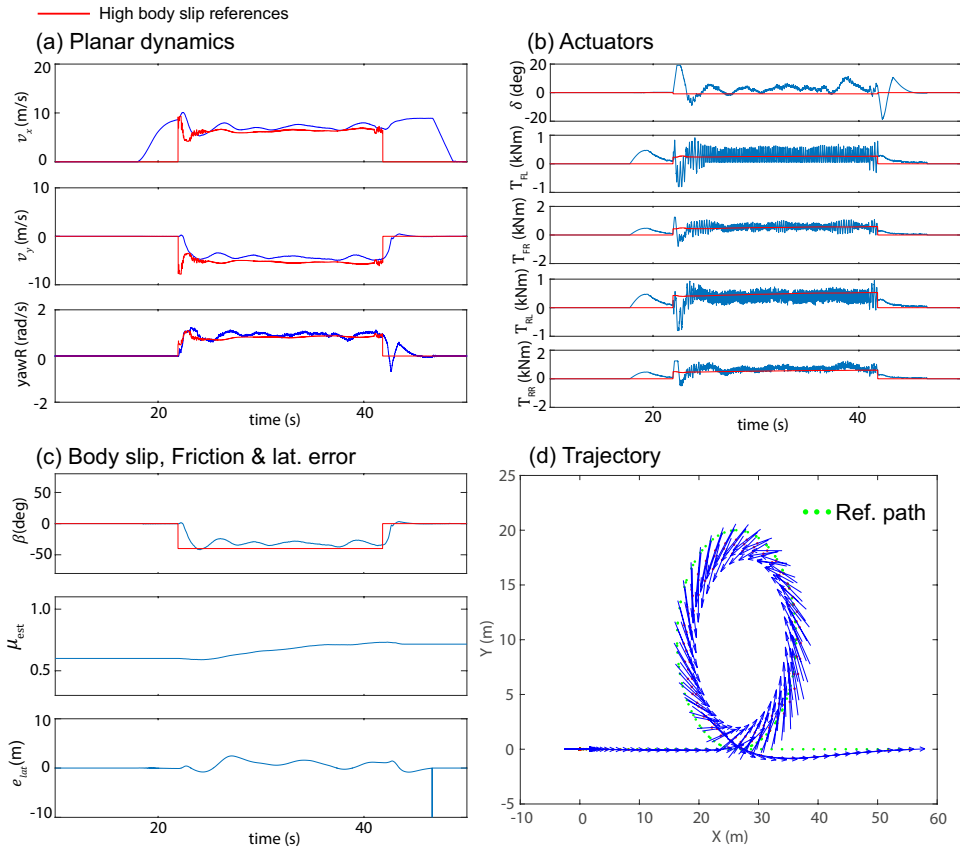 High body slip references
(a) Planar dynamics
20
10
0
v_x (m/s)
10
0
-10
v_y (m/s)
2
0
-2
yawR (rad/s)
20
40
time (s)
(b) Actuators
20
0
-20
δ (deg)
1
0
-1
T_FL (kNm)
2
0
-2
T_FR (kNm)
1
0
-1
T_RL (kNm)
2
0
-2
T_RR (kNm)
20
40
time (s)
(c) Body slip, Friction & lat. error
50
0
-50
β(deg)
1.0
0.5
μ_est
10
0
-10
e_lat(m)
20
40
time (s)
(d) Trajectory
Ref. path
25
20
15
10
5
0
-5
Y (m)
-10
0
10
20
30
40
50
60
X (m)